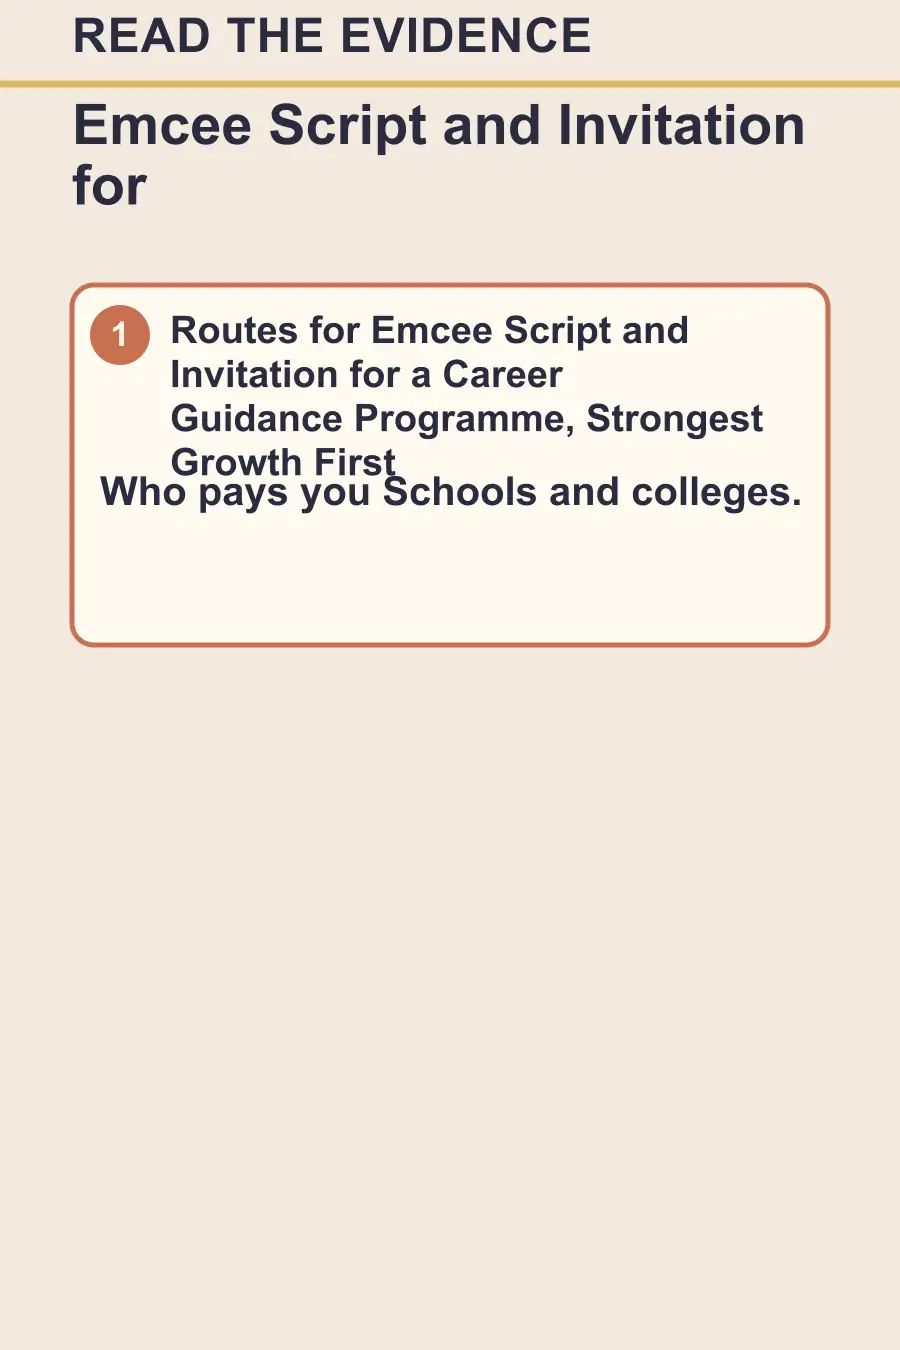 READ THE EVIDENCE
Emcee Script and Invitation
for
1
Routes for Emcee Script and
Invitation for a Career
Guidance Programme, Strongest
Growth First
Who pays you Schools and colleges.